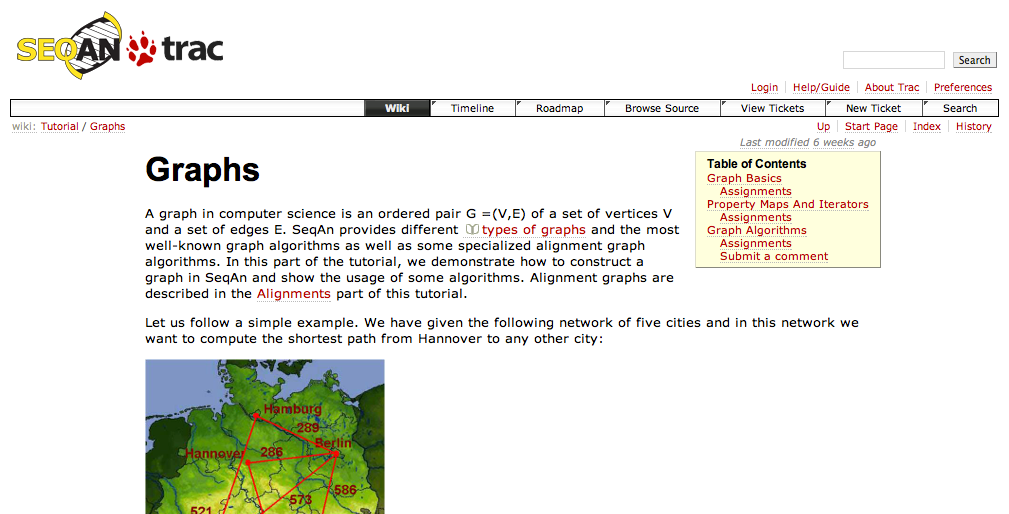 SEQAN trac
Search
Login Help/Guide About Trac Preferences
Wiki Timeline Roadmap Browse Source View Tickets New Ticket Search
wiki: Tutorial / Graphs
Up Start Page Index History
Last modified 6 weeks ago
Graphs
Table of Contents
Graph Basics
Assignments
Property Maps And Iterators
Assignments
Graph Algorithms
Assignments
Submit a comment
A graph in computer science is an ordered pair G =(V,E) of a set of vertices V
and a set of edges E. SeqAn provides different types of graphs and the most
well-known graph algorithms as well as some specialized alignment graph
algorithms. In this part of the tutorial, we demonstrate how to construct a
graph in SeqAn and show the usage of some algorithms. Alignment graphs are
described in the Alignments part of this tutorial.
Let us follow a simple example. We have given the following network of five cities and in this network we
want to compute the shortest path from Hannover to any other city:
Hamburg
289
Berlin
Hannover 286
586
573
521